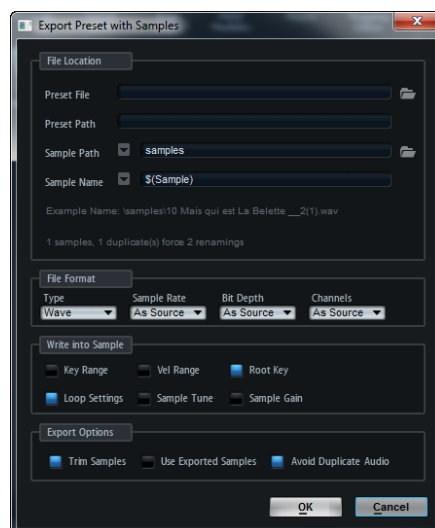 Export Preset with Samples
File Location
Preset File
Preset Path
Sample Path samples
Sample Name $(Sample)
Example Name: \samples\10 Mais qui est La Belette __2(1).wav
1 samples, 1 duplicate(s) force 2 renamings
File Format
Type Sample Rate Bit Depth Channels
Wave As Source As Source As Source
Write into Sample
Key Range Vel Range Root Key
Loop Settings Sample Tune Sample Gain
Export Options
Trim Samples Use Exported Samples Avoid Duplicate Audio
OK Cancel